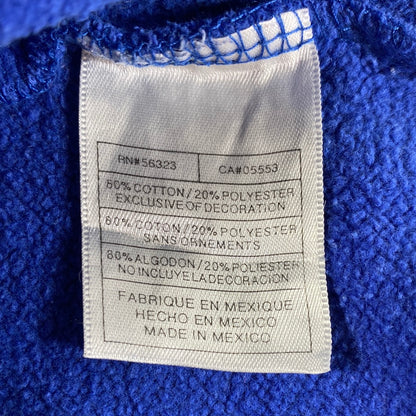 RN#56323 CA#05553
80% COTTON/20% POLYESTER
EXCLUSIVE OF DECORATION
80% COTON/20% POLYESTER
SANS ORNEMENTS
80% ALGODON/20% POLIESTER
NO INCLUYE LA DECORACION
FABRIQUE EN MEXIQUE
HECHO EN MEXICO
MADE IN MEXICO